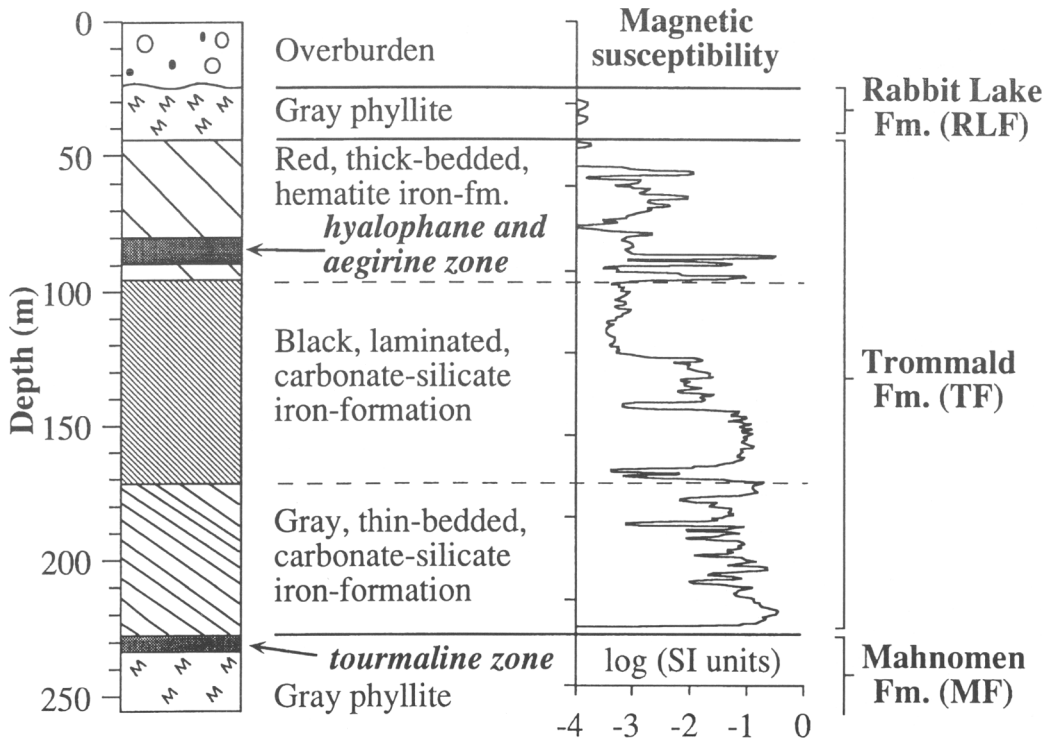 Depth (m)
0
50
100
150
200
250
Overburden
Gray phyllite
Red, thick-bedded,
hematite iron-fm.
hyalophane and
aegirine zone
Black, laminated,
carbonate-silicate
iron-formation
Gray, thin-bedded,
carbonate-silicate
iron-formation
tourmaline zone
Gray phyllite
Magnetic
susceptibility
log (SI units)
-4 -3 -2 -1 0
Rabbit Lake
Fm. (RLF)
Trommald
Fm. (TF)
Mahnomen
Fm. (MF)